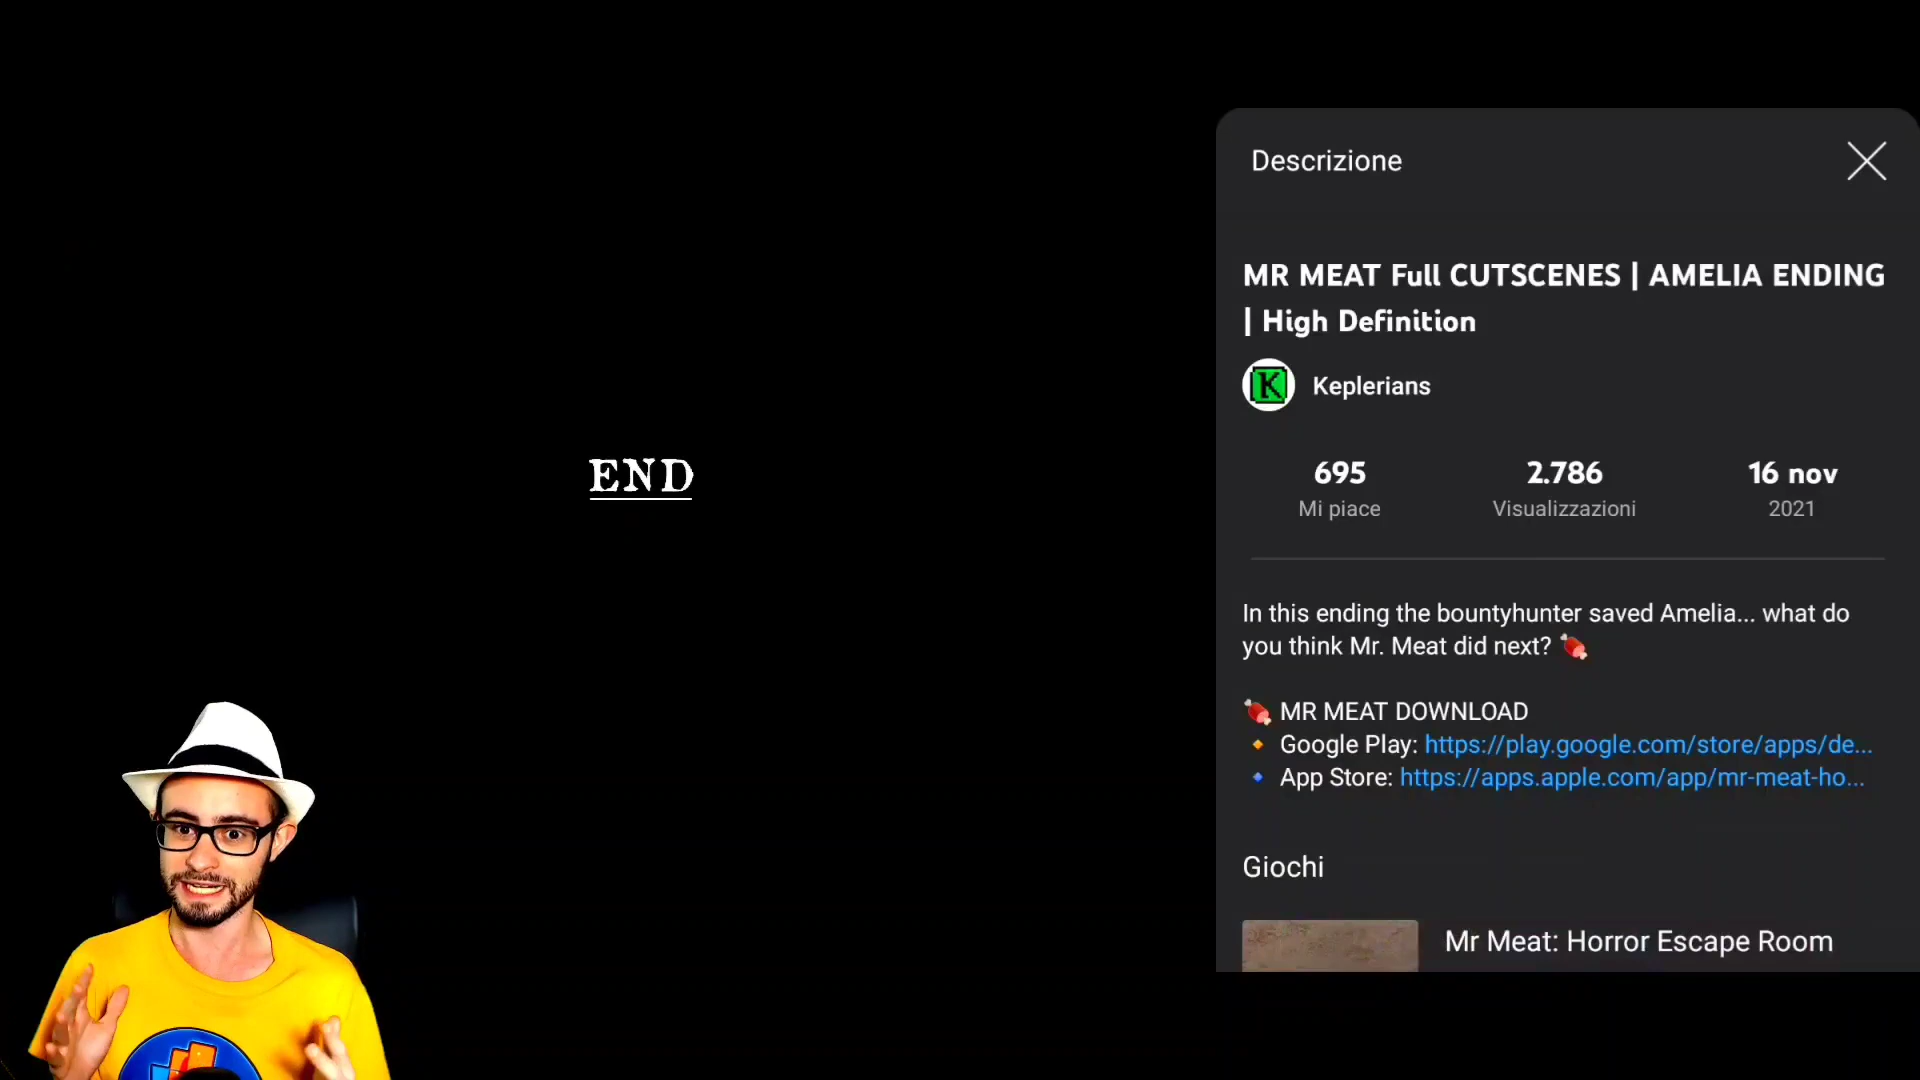 END
Descrizione
MR MEAT Full CUTSCENES | AMELIA ENDING
| High Definition
K
Keplerians
695
Mi piace
2.786
Visualizzazioni
16 nov
2021
In this ending the bountyhunter saved Amelia... what do
you think Mr. Meat did next? 🍖
🍖 MR MEAT DOWNLOAD
🔸 Google Play: https://play.google.com/store/apps/de...
🔹 App Store: https://apps.apple.com/app/mr-meat-ho...
Giochi
Mr Meat: Horror Escape Room